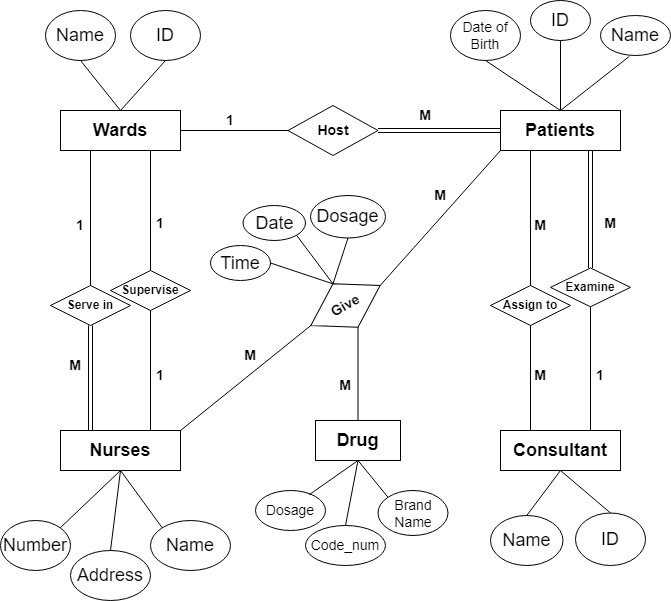 Name
ID
Date of
Birth
ID
Name
Wards
1
Host
M
Patients
Date
Dosage
Time
M
1
1
M
M
Serve in
Supervise
Give
Assign to
Examine
M
1
M
M
M
1
Nurses
Drug
Consultant
Number
Address
Name
Dosage
Code_num
Brand
Name
Name
ID